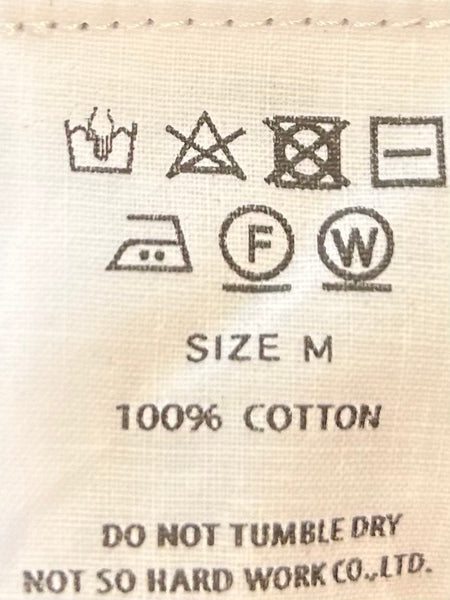 F W
SIZE M
100% COTTON
DO NOT TUMBLE DRY
NOT SO HARD WORK CO.,LTD.